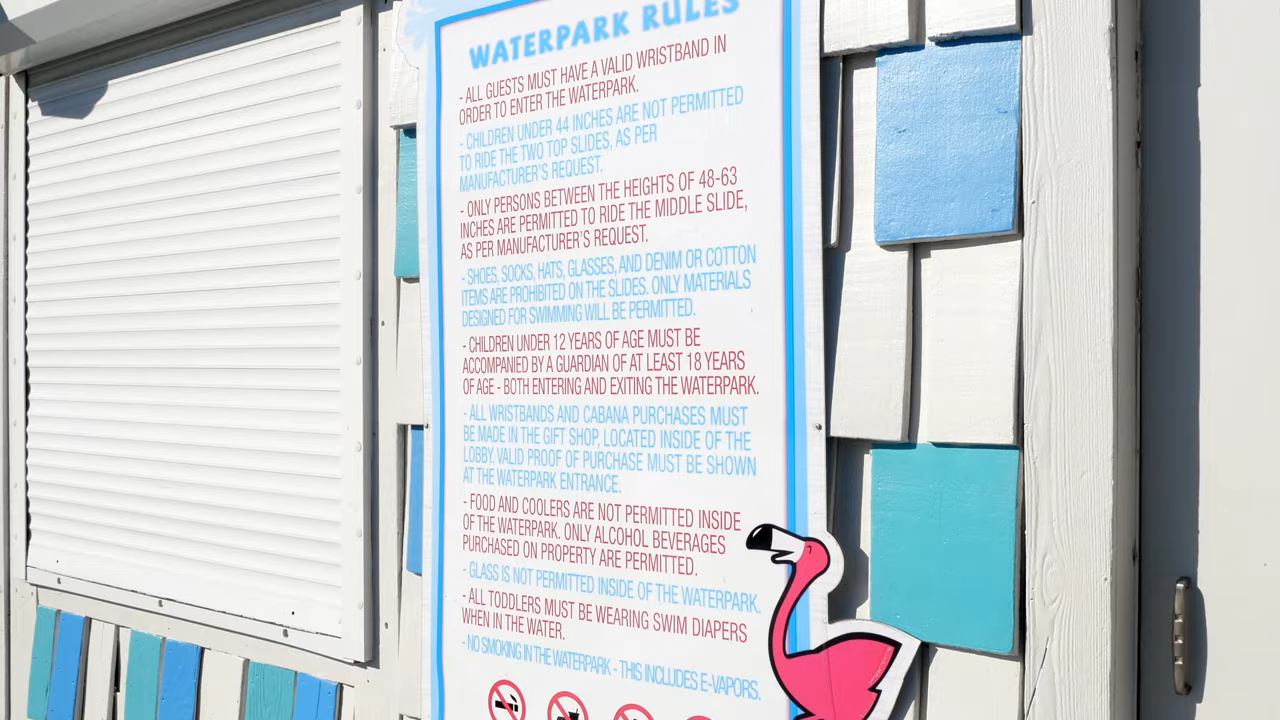 WATERPARK RULES
- ALL GUESTS MUST HAVE A VALID WRISTBAND IN
ORDER TO ENTER THE WATERPARK.
- CHILDREN UNDER 44 INCHES ARE NOT PERMITTED
TO RIDE THE TWO TOP SLIDES, AS PER
MANUFACTURER'S REQUEST.
- ONLY PERSONS BETWEEN THE HEIGHTS OF 48-63
INCHES ARE PERMITTED TO RIDE THE MIDDLE SLIDE,
AS PER MANUFACTURER'S REQUEST.
- SHOES, SOCKS, HATS, GLASSES, AND DENIM OR COTTON
ITEMS ARE PROHIBITED ON THE SLIDES. ONLY MATERIALS
DESIGNED FOR SWIMMING WILL BE PERMITTED.
- CHILDREN UNDER 12 YEARS OF AGE MUST BE
ACCOMPANIED BY A GUARDIAN OF AT LEAST 18 YEARS
OF AGE - BOTH ENTERING AND EXITING THE WATERPARK.
- ALL WRISTBANDS AND CABANA PURCHASES MUST
BE MADE IN THE GIFT SHOP, LOCATED INSIDE OF THE
LOBBY. VALID PROOF OF PURCHASE MUST BE SHOWN
AT THE WATERPARK ENTRANCE.
- FOOD AND COOLERS ARE NOT PERMITTED INSIDE
OF THE WATERPARK. ONLY ALCOHOL BEVERAGES
PURCHASED ON PROPERTY ARE PERMITTED.
- GLASS IS NOT PERMITTED INSIDE OF THE WATERPARK.
- ALL TODDLERS MUST BE WEARING SWIM DIAPERS
WHEN IN THE WATER.
- NO SMOKING IN THE WATERPARK - THIS INCLUDES E-VAPORS.